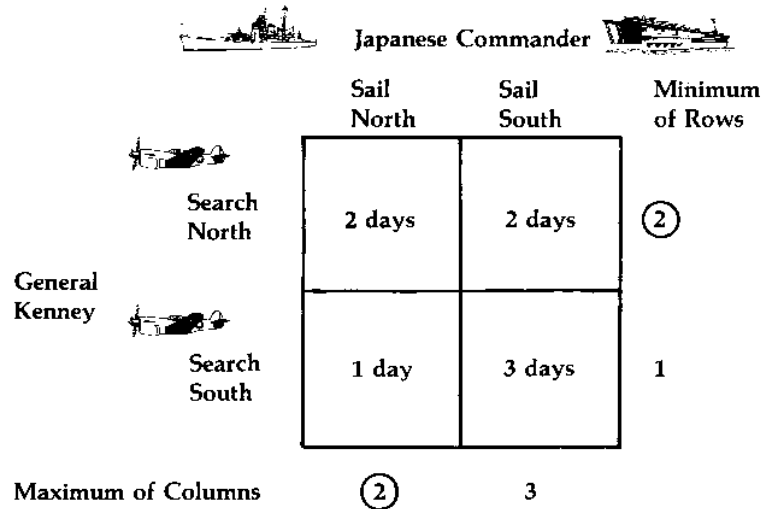 Japanese Commander
Sail North
Sail South
Minimum of Rows
Search North
2 days
2 days
2
General Kenney
Search South
1 day
3 days
1
Maximum of Columns
2
3